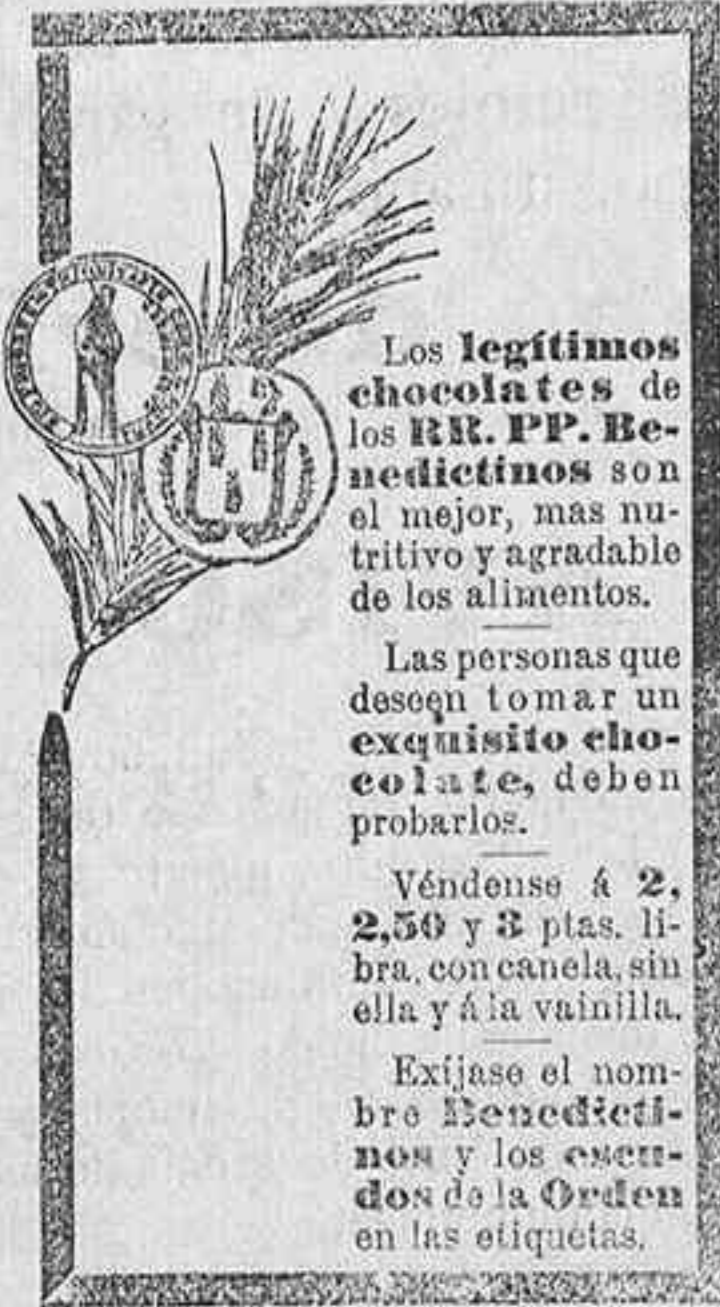 Los legítimos
chocolates de
los RR. PP. Be-
nedictinos son
el mejor, mas nu-
tritivo y agradable
de los alimentos.
Las personas que
deseen tomar un
exquisito cho-
colate, deben
probarlos.
Véndense á 2,
2,50 y 3 ptas. li-
bra, con canela, sin
ella y á la vainilla.
Exíjase el nom-
bre Benedicti-
nos y los escu-
dos de la Orden
en las etiquetas.